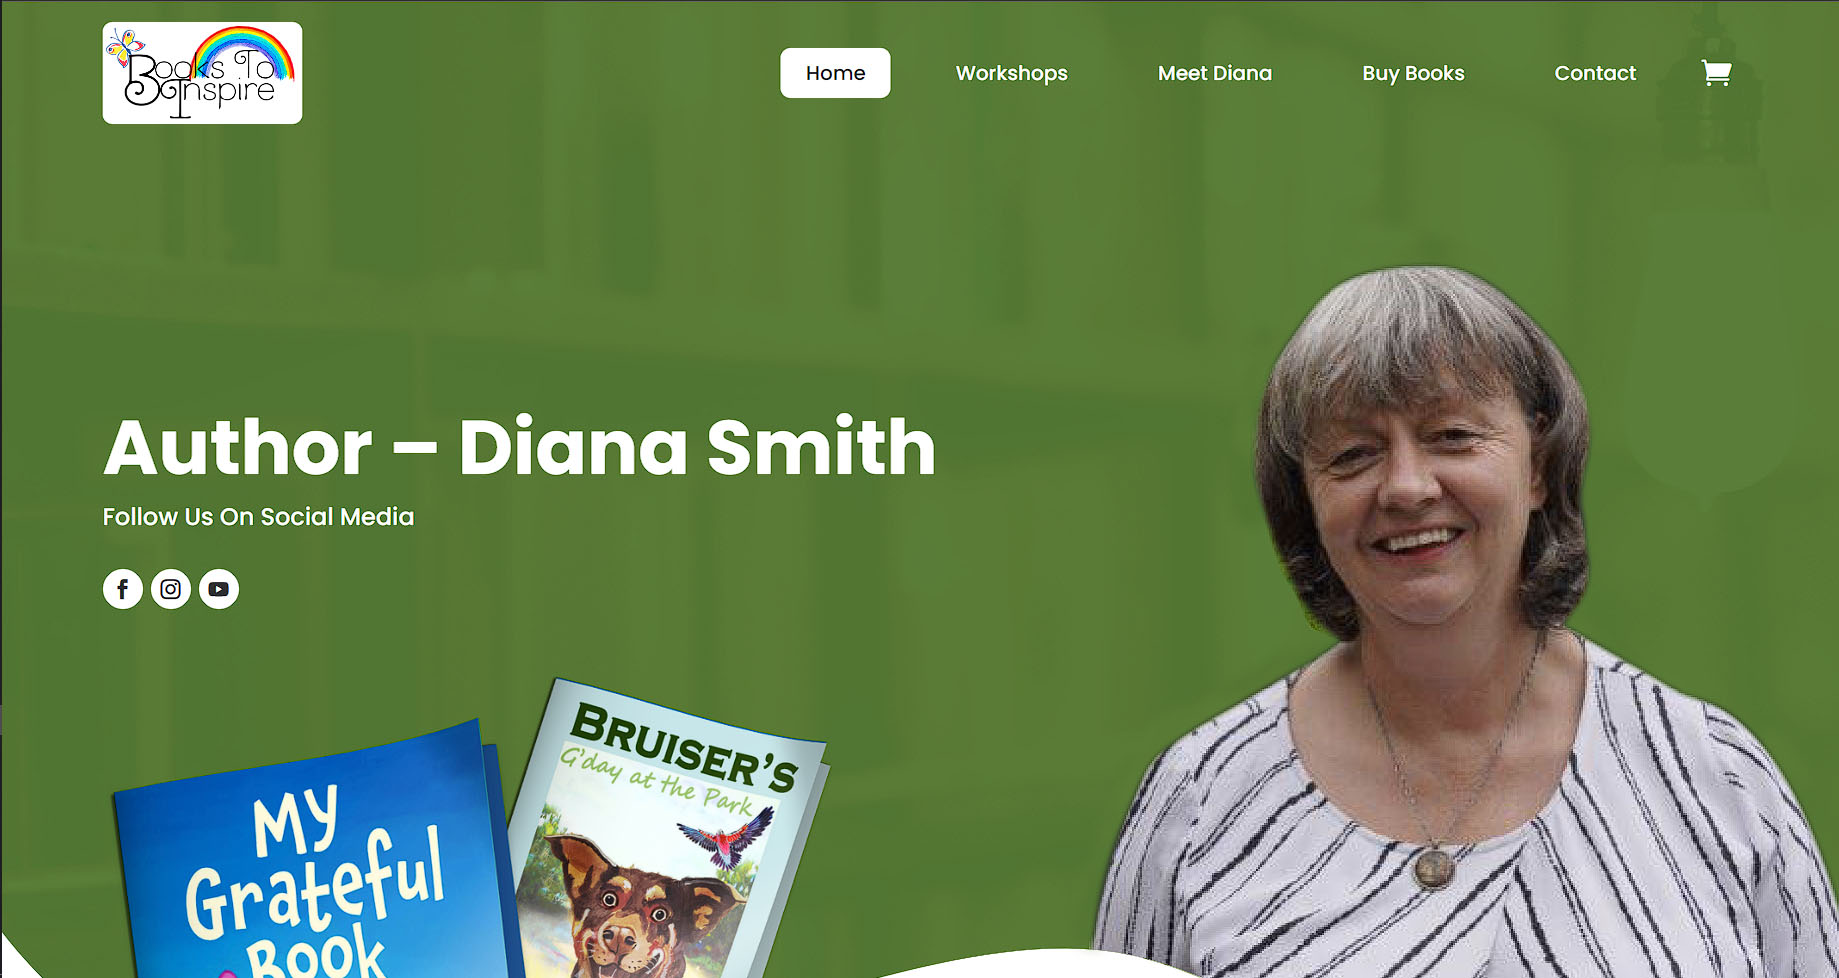 Books To
Inspire
Home
Workshops
Meet Diana
Buy Books
Contact
Author – Diana Smith
Follow Us On Social Media
BRUISER'S
G'day at the Park
My
Grateful
Book